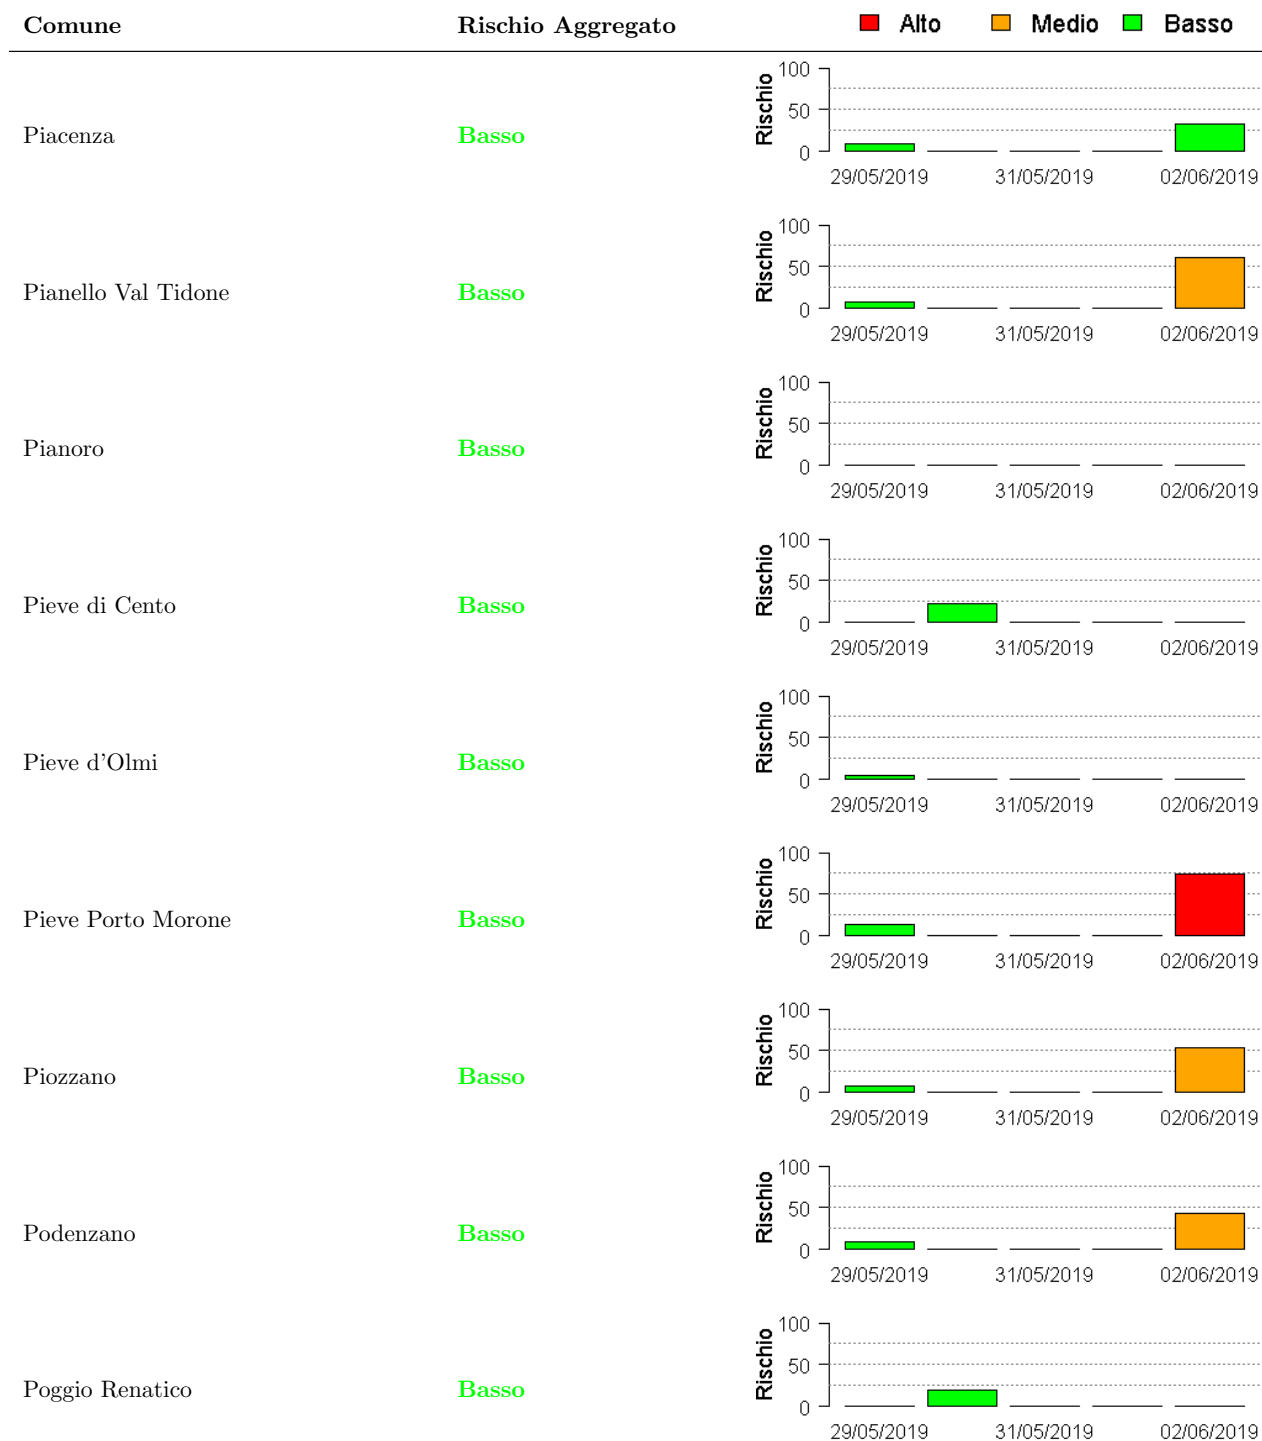 Comune Rischio Aggregato Alto Medio Basso
Piacenza Basso Rischio 100 50 0
29/05/2019 31/05/2019 02/06/2019
Pianello Val Tidone Basso Rischio 100 50 0
29/05/2019 31/05/2019 02/06/2019
Pianoro Basso Rischio 100 50 0
29/05/2019 31/05/2019 02/06/2019
Pieve di Cento Basso Rischio 100 50 0
29/05/2019 31/05/2019 02/06/2019
Pieve d'Olmi Basso Rischio 100 50 0
29/05/2019 31/05/2019 02/06/2019
Pieve Porto Morone Basso Rischio 100 50 0
29/05/2019 31/05/2019 02/06/2019
Piozzano Basso Rischio 100 50 0
29/05/2019 31/05/2019 02/06/2019
Podenzano Basso Rischio 100 50 0
29/05/2019 31/05/2019 02/06/2019
Poggio Renatico Basso Rischio 100 50 0
29/05/2019 31/05/2019 02/06/2019